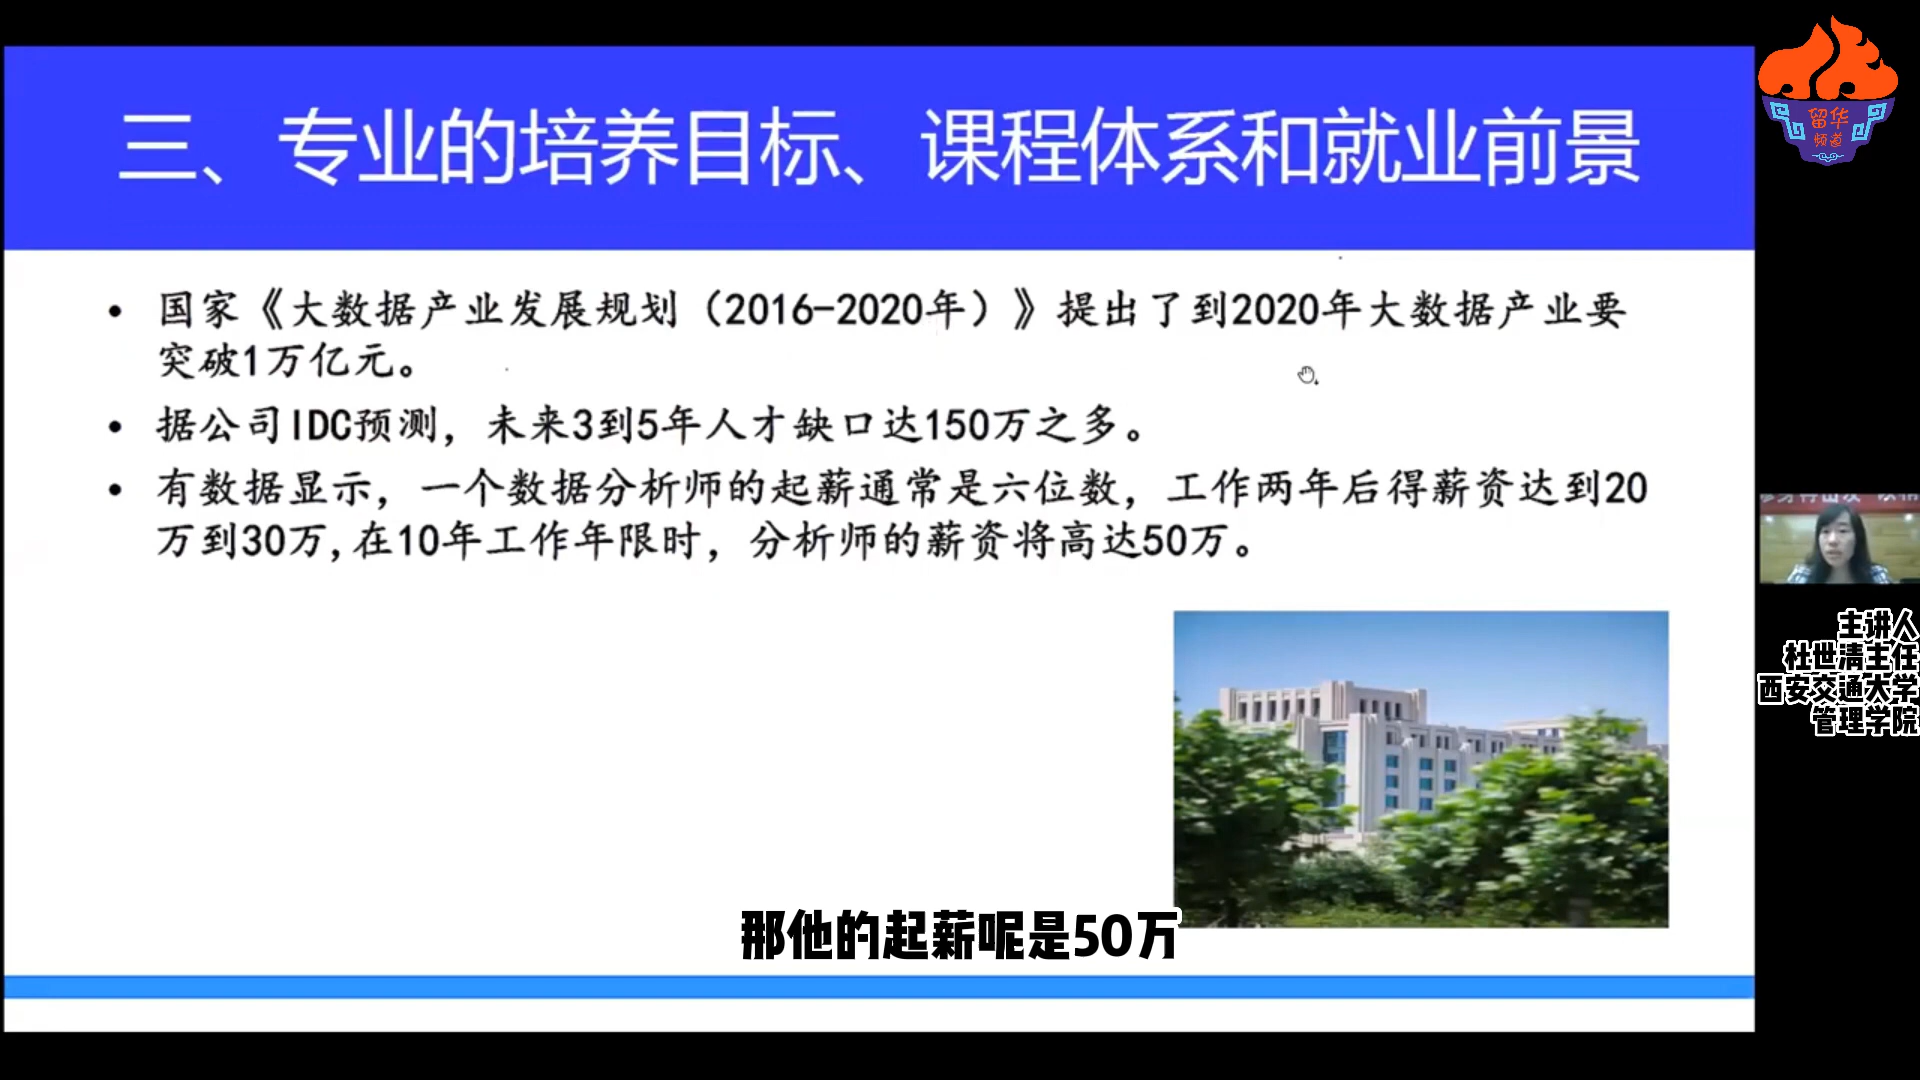 三、专业的培养目标、课程体系和就业前景
留华
频道
• 国家《大数据产业发展规划（2016-2020年）》提出了到2020年大数据产业要
突破1万亿元。
• 据公司IDC预测，未来3到5年人才缺口达150万之多。
• 有数据显示，一个数据分析师的起薪通常是六位数，工作两年后得薪资达到20
万到30万,在10年工作年限时，分析师的薪资将高达50万。
主讲人
杜世清主任
西安交通大学
管理学院
那他的起薪呢是50万